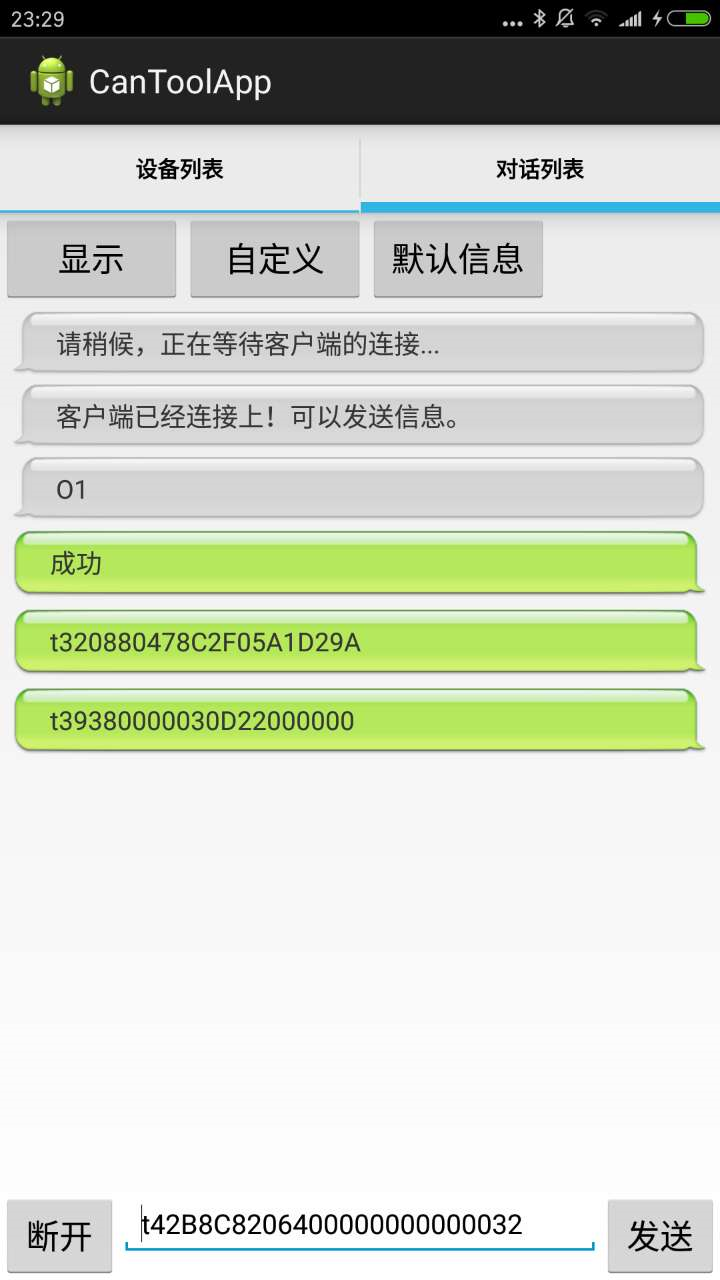 23:29
CanToolApp
设备列表
对话列表
显示
自定义
默认信息
请稍候，正在等待客户端的连接...
客户端已经连接上！可以发送信息。
O1
成功
t320880478C2F05A1D29A
t39380000030D22000000
断开
t42B8C8206400000000000032
发送